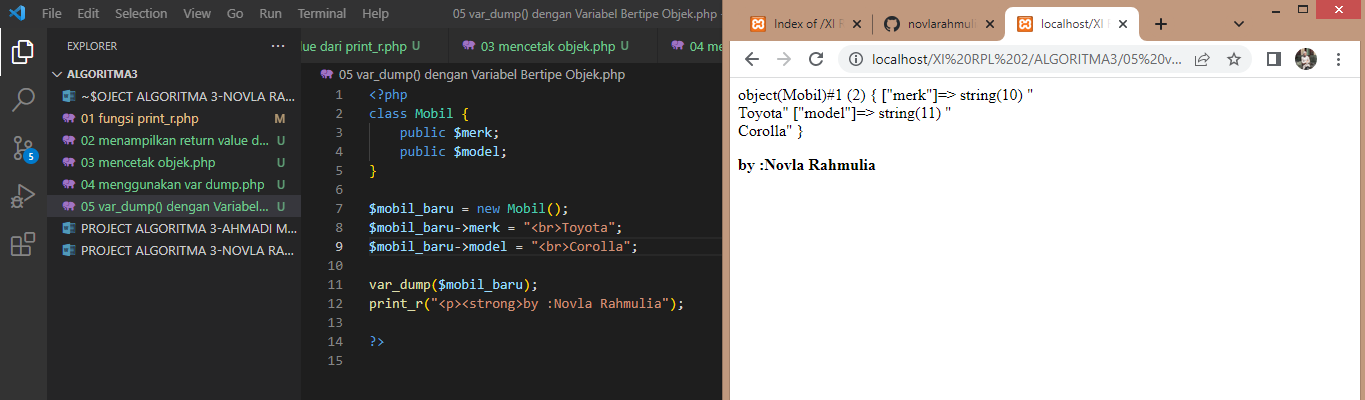 File Edit Selection View Go Run Terminal Help 05 var_dump() dengan Variabel Bertipe Objek.php -
EXPLORER ...
ue dari print_r.php U 03 mencetak objek.php U 04 me
ALGORITMA3
05 var_dump() dengan Variabel Bertipe Objek.php
~$OJECT ALGORITMA 3-NOVLA RA...
01 fungsi print_r.php M
02 menampilkan return value d... U
03 mencetak objek.php U
04 menggunakan var dump.php U
05 var_dump() dengan Variabel... U
PROJECT ALGORITMA 3-AHMADI M...
PROJECT ALGORITMA 3-NOVLA RA...
5
1 <?php
2 class Mobil {
3 public $merk;
4 public $model;
5 }
6
7 $mobil_baru = new Mobil();
8 $mobil_baru->merk = "<br>Toyota";
9 $mobil_baru->model = "<br>Corolla";
10
11 var_dump($mobil_baru);
12 print_r("<p><strong>by :Novla Rahmulia");
13
14 ?>
15
Index of /XI novlarahmuli localhost/XI
localhost/XI%20RPL%202/ALGORITMA3/05%20v...
object(Mobil)#1 (2) { ["merk"]=> string(10) "
Toyota" ["model"]=> string(11) "
Corolla" }
by :Novla Rahmulia